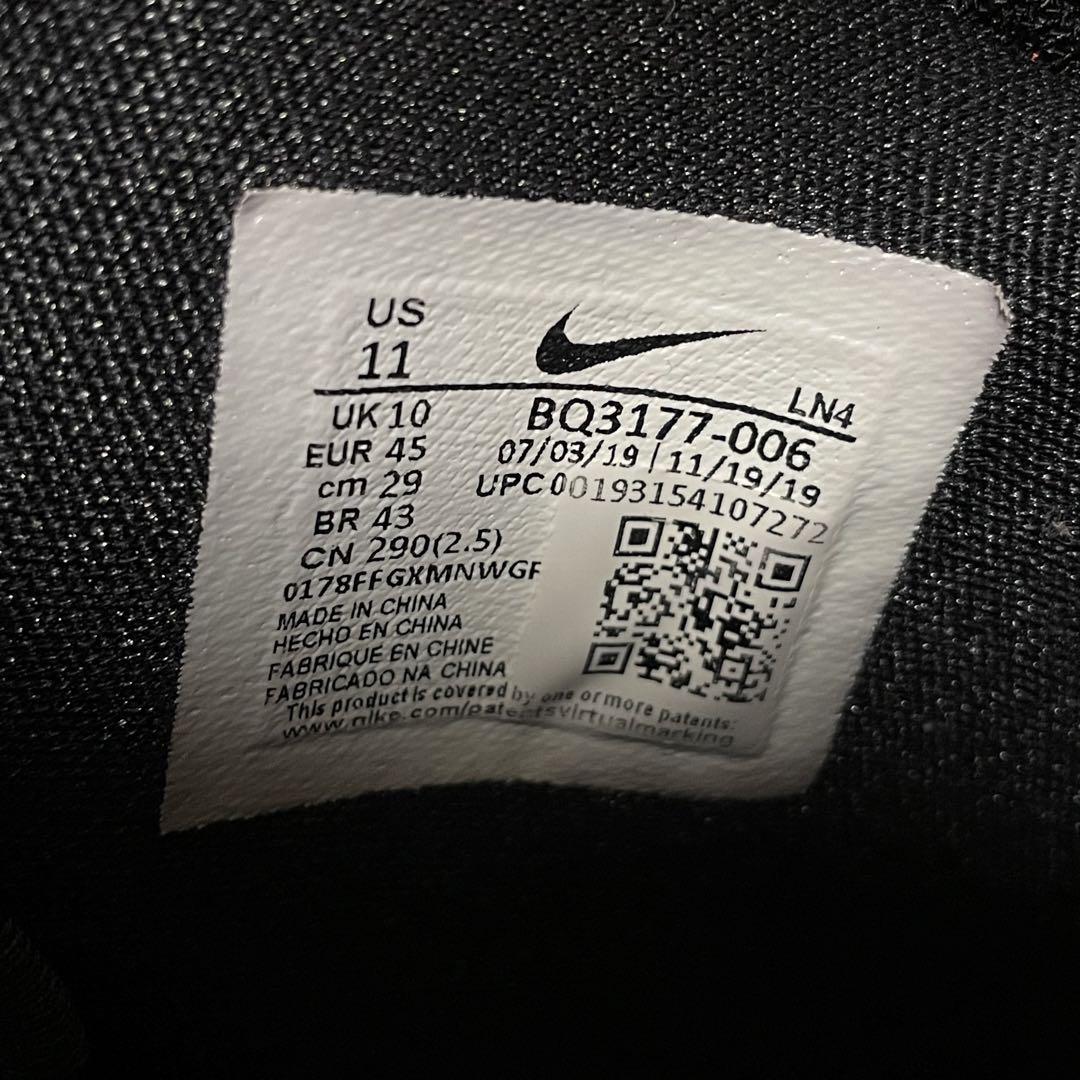 US
11
LN4
UK 10
EUR 45
cm 29
BR 43
CN 290(2.5)
BQ3177-006
07/03/19 | 11/19/19
UPC 00193154107272
0178FFGXMNWGF
MADE IN CHINA
HECHO EN CHINA
FABRIQUE EN CHINE
FABRICADO NA CHINA
This product is covered by one or more patents:
www.nike.com/patentsvirtualmarking